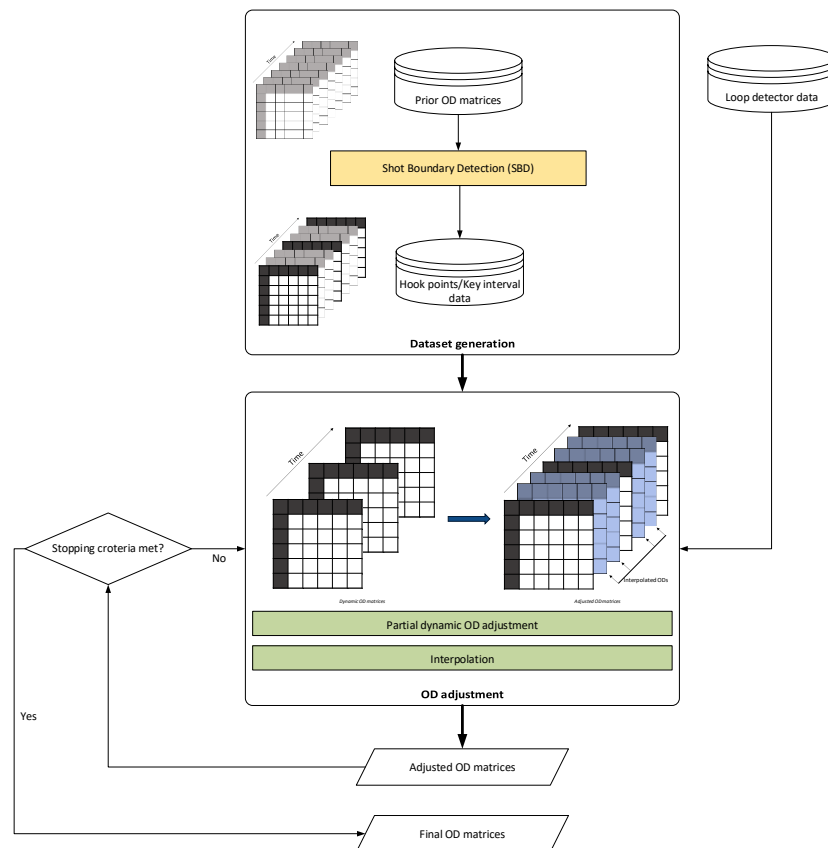 Time
Prior OD matrices
Loop detector data
Shot Boundary Detection (SBD)
Time
Hook points/Key interval
data
Dataset generation
Time
Time
Stopping croteria met?
No
Interpolated ODs
Dynamic OD matrices
Adjusted OD matrices
Partial dynamic OD adjustment
Interpolation
OD adjustment
Yes
Adjusted OD matrices
Final OD matrices